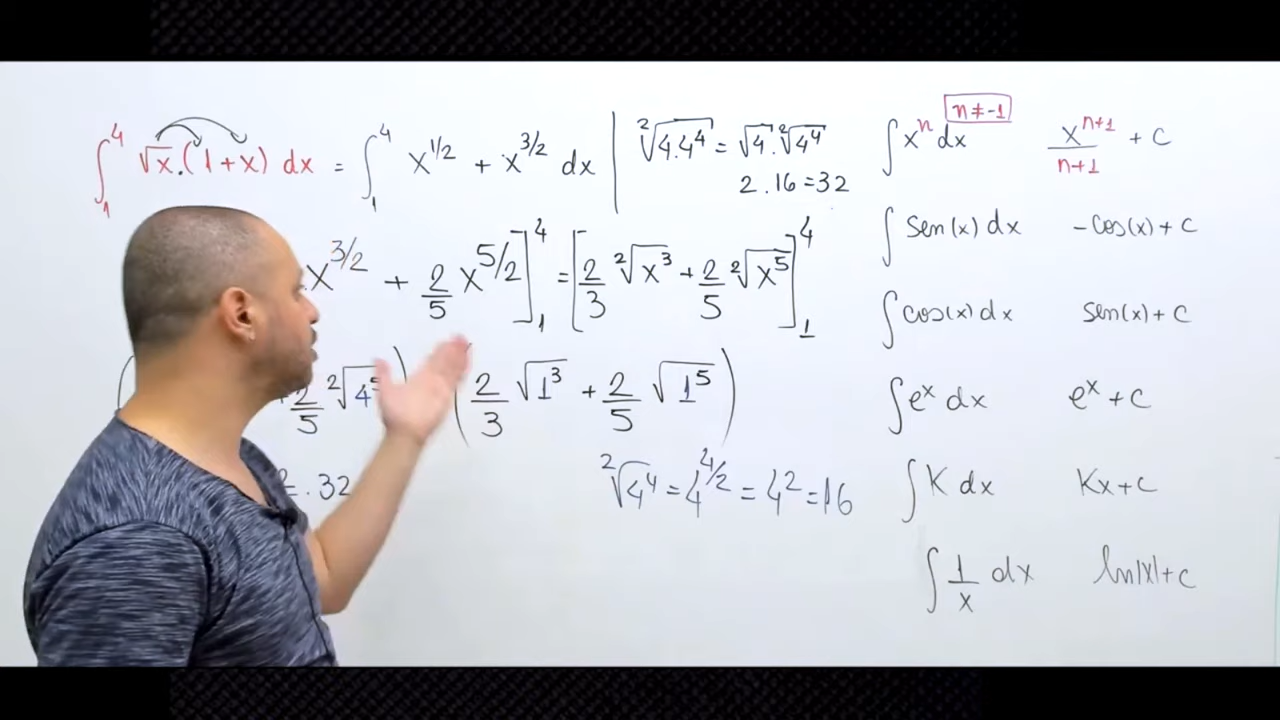 ∫₁⁴ √x.(1+x) dx = ∫₁⁴ x^(1/2) + x^(3/2) dx
²√(4.4⁴) = √4.²√(4⁴)
2.16=32
x^(3/2) + 2/5 x^(5/2)]₁⁴ = [2/3 ²√(x³) + 2/5 ²√(x⁵)]₁⁴
2/5 ²√(4⁵)) (2/3 √(1³) + 2/5 √(1⁵))
.32
²√(4⁴) = 4^(4/2) = 4² = 16
n≠-1
∫xⁿdx x^(n+1)/(n+1) + C
∫sen(x)dx -cos(x)+C
∫cos(x)dx sen(x)+C
∫eˣ dx eˣ+C
∫K dx Kx+C
∫1/x dx ln|x|+C